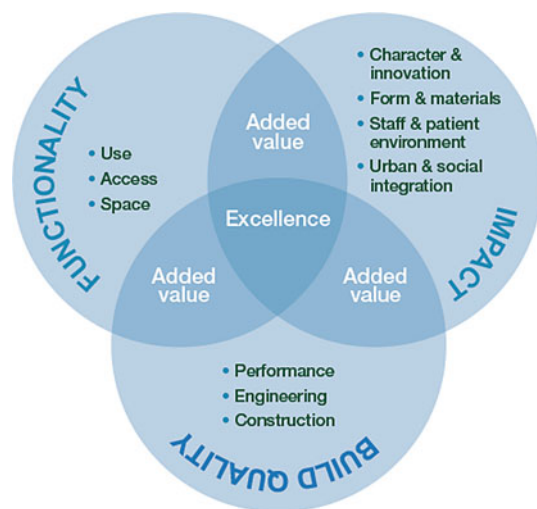 FUNCTIONALITY
• Use
• Access
• Space
Added
value
• Character &
innovation
• Form & materials
• Staff & patient
environment
• Urban & social
integration
IMPACT
Excellence
Added
value
Added
value
• Performance
• Engineering
• Construction
BUILD QUALITY